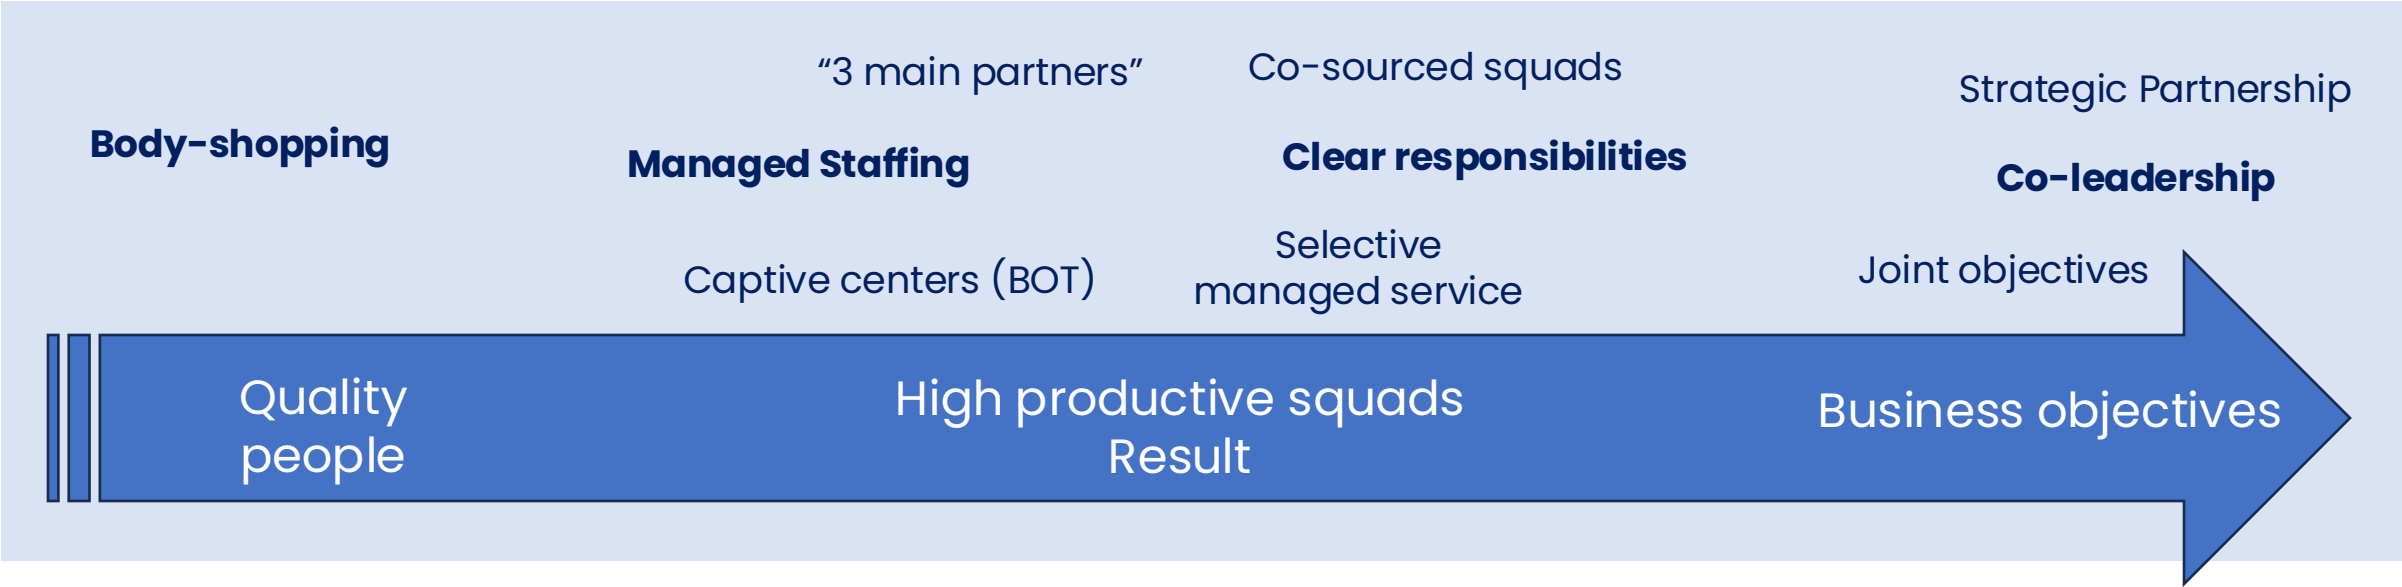 “3 main partners”
Co-sourced squads
Strategic Partnership
Body-shopping
Managed Staffing
Clear responsibilities
Co-leadership
Captive centers (BOT)
Selective
managed service
Joint objectives
Quality
people
High productive squads
Result
Business objectives